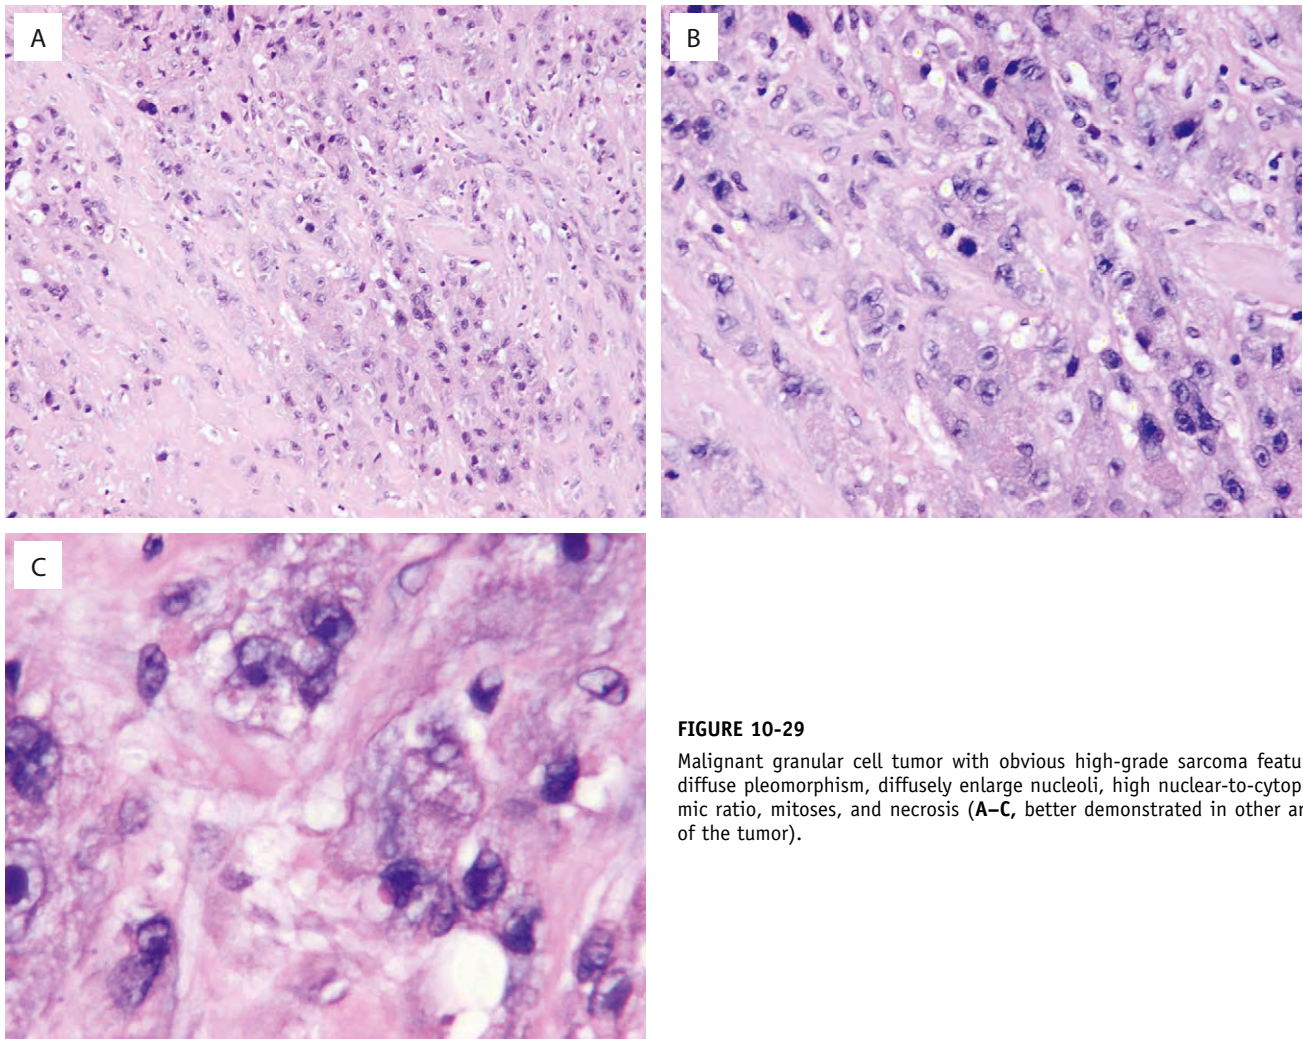 A
B
C
FIGURE 10-29
Malignant granular cell tumor with obvious high-grade sarcoma featu
diffuse pleomorphism, diffusely enlarge nucleoli, high nuclear-to-cytop
mic ratio, mitoses, and necrosis (A–C, better demonstrated in other ar
of the tumor).